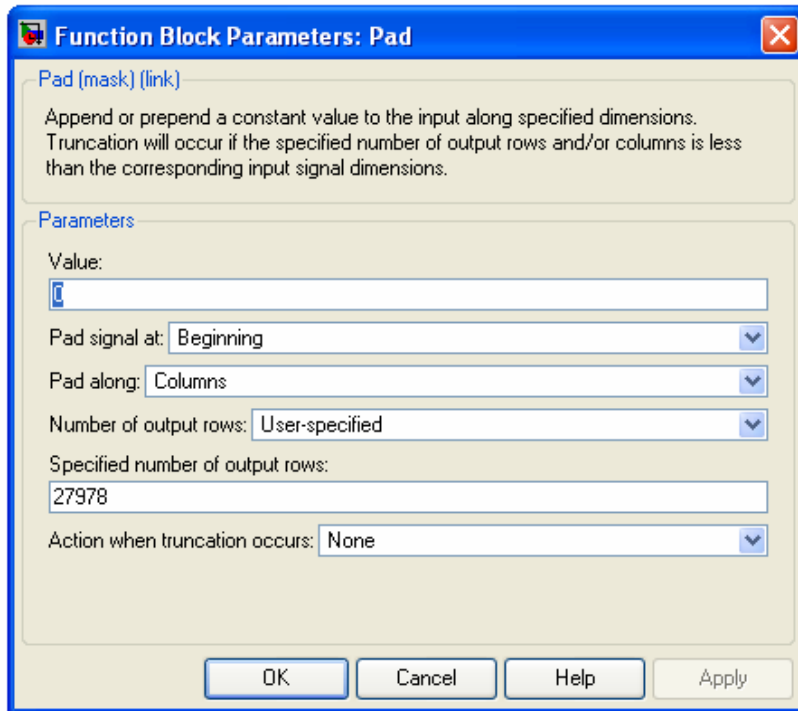 Function Block Parameters: Pad
Pad (mask) (link)
Append or prepend a constant value to the input along specified dimensions.
Truncation will occur if the specified number of output rows and/or columns is less
than the corresponding input signal dimensions.
Parameters
Value:
0
Pad signal at: Beginning
Pad along: Columns
Number of output rows: User-specified
Specified number of output rows:
27978
Action when truncation occurs: None
OK Cancel Help Apply